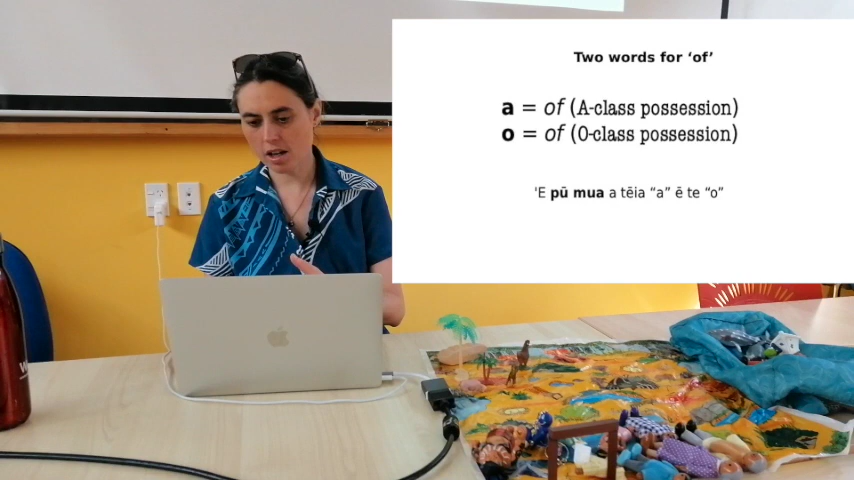 Two words for ‘of’
a = of (A-class possession)
o = of (O-class possession)
'E pū mua a tēia “a” ē te “o”